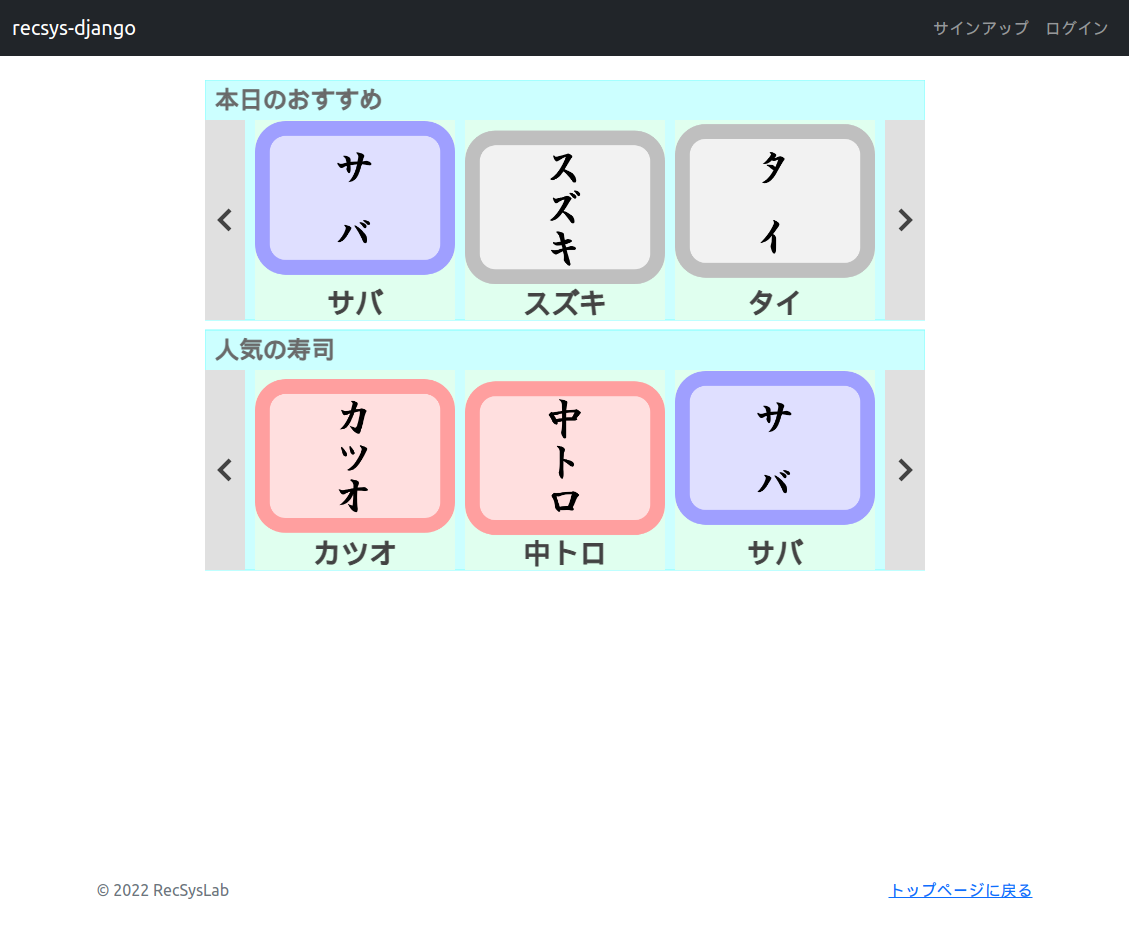 recsys-django
サインアップ ログイン
本日のおすすめ
サバ
スズキ
タイ
サバ
スズキ
タイ
人気の寿司
カツオ
中トロ
サバ
カツオ
中トロ
サバ
© 2022 RecSysLab
トップページに戻る